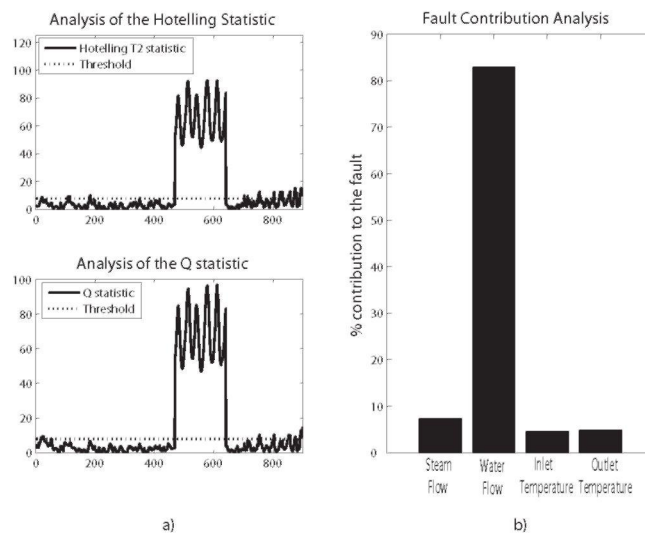 Analysis of the Hotelling Statistic
120
100
80
60
40
20
0
Hotelling T2 statistic
Threshold
0 200 400 600 800
Analysis of the Q statistic
100
80
60
40
20
0
Q statistic
Threshold
0 200 400 600 800
a)
Fault Contribution Analysis
% contribution to the fault
90
80
70
60
50
40
30
20
10
0
Steam
Flow
Water
Flow
Inlet
Temperature
Outlet
Temperature
b)